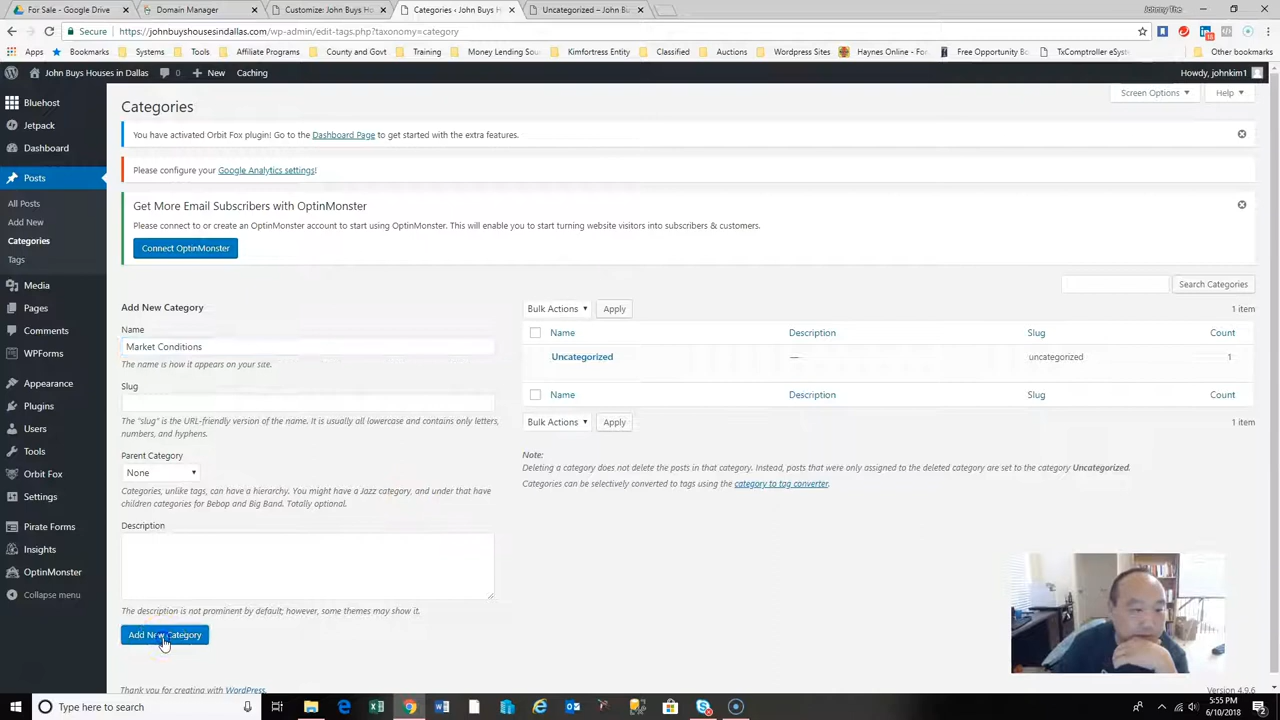 For Sale - Google Drive
Domain Manager
Customize: John Buys Ho
Categories ‹ John Buys H
Uncategorized – John Bu
Secure https://johnbuyshousesindallas.com/wp-admin/edit-tags.php?taxonomy=category
Apps Bookmarks Systems Tools Affiliate Programs County and Govt Training Money Lending Sou Kimfortress Entity Classified Auctions Wordpress Sites Haynes Online - Fo Free Opportunity Bo TxComptroller eSyst Other bookmarks
John Buys Houses in Dallas 0 New Caching Howdy, johnkim1
Bluehost
Jetpack
Dashboard
Posts
All Posts
Add New
Categories
Tags
Media
Pages
Comments
WPForms
Appearance
Plugins
Users
Tools
Orbit Fox
Settings
Pirate Forms
Insights
OptinMonster
Collapse menu
Screen Options Help
Categories
You have activated Orbit Fox plugin! Go to the Dashboard Page to get started with the extra features.
Please configure your Google Analytics settings!
Get More Email Subscribers with OptinMonster
Please connect to or create an OptinMonster account to start using OptinMonster. This will enable you to start turning website visitors into subscribers & customers.
Connect OptinMonster
Search Categories
Add New Category
Name
Market Conditions
The name is how it appears on your site.
Slug
The "slug" is the URL-friendly version of the name. It is usually all lowercase and contains only letters,
numbers, and hyphens.
Parent Category
None
Categories, unlike tags, can have a hierarchy. You might have a Jazz category, and under that have
children categories for Bebop and Big Band. Totally optional.
Description
The description is not prominent by default; however, some themes may show it.
Add New Category
Bulk Actions Apply 1 item
Name Description Slug Count
Uncategorized — uncategorized 1
Name Description Slug Count
Bulk Actions Apply 1 item
Note:
Deleting a category does not delete the posts in that category. Instead, posts that were only assigned to the deleted category are set to the category Uncategorized.
Categories can be selectively converted to tags using the category to tag converter.
Thank you for creating with WordPress.
Version 4.9.6
Type here to search
5:55 PM
6/10/2018